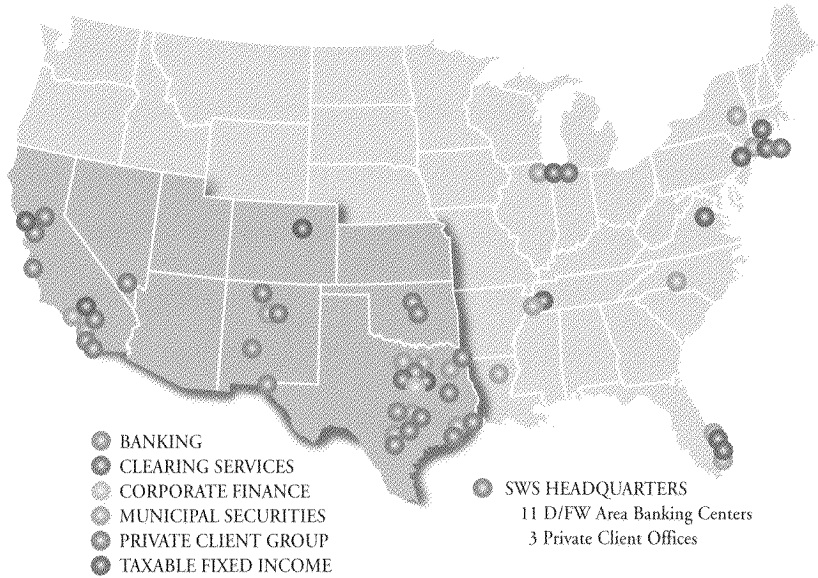 BANKING
CLEARING SERVICES
CORPORATE FINANCE
MUNICIPAL SECURITIES
PRIVATE CLIENT GROUP
TAXABLE FIXED INCOME
SWS HEADQUARTERS
11 D/FW Area Banking Centers
3 Private Client Offices